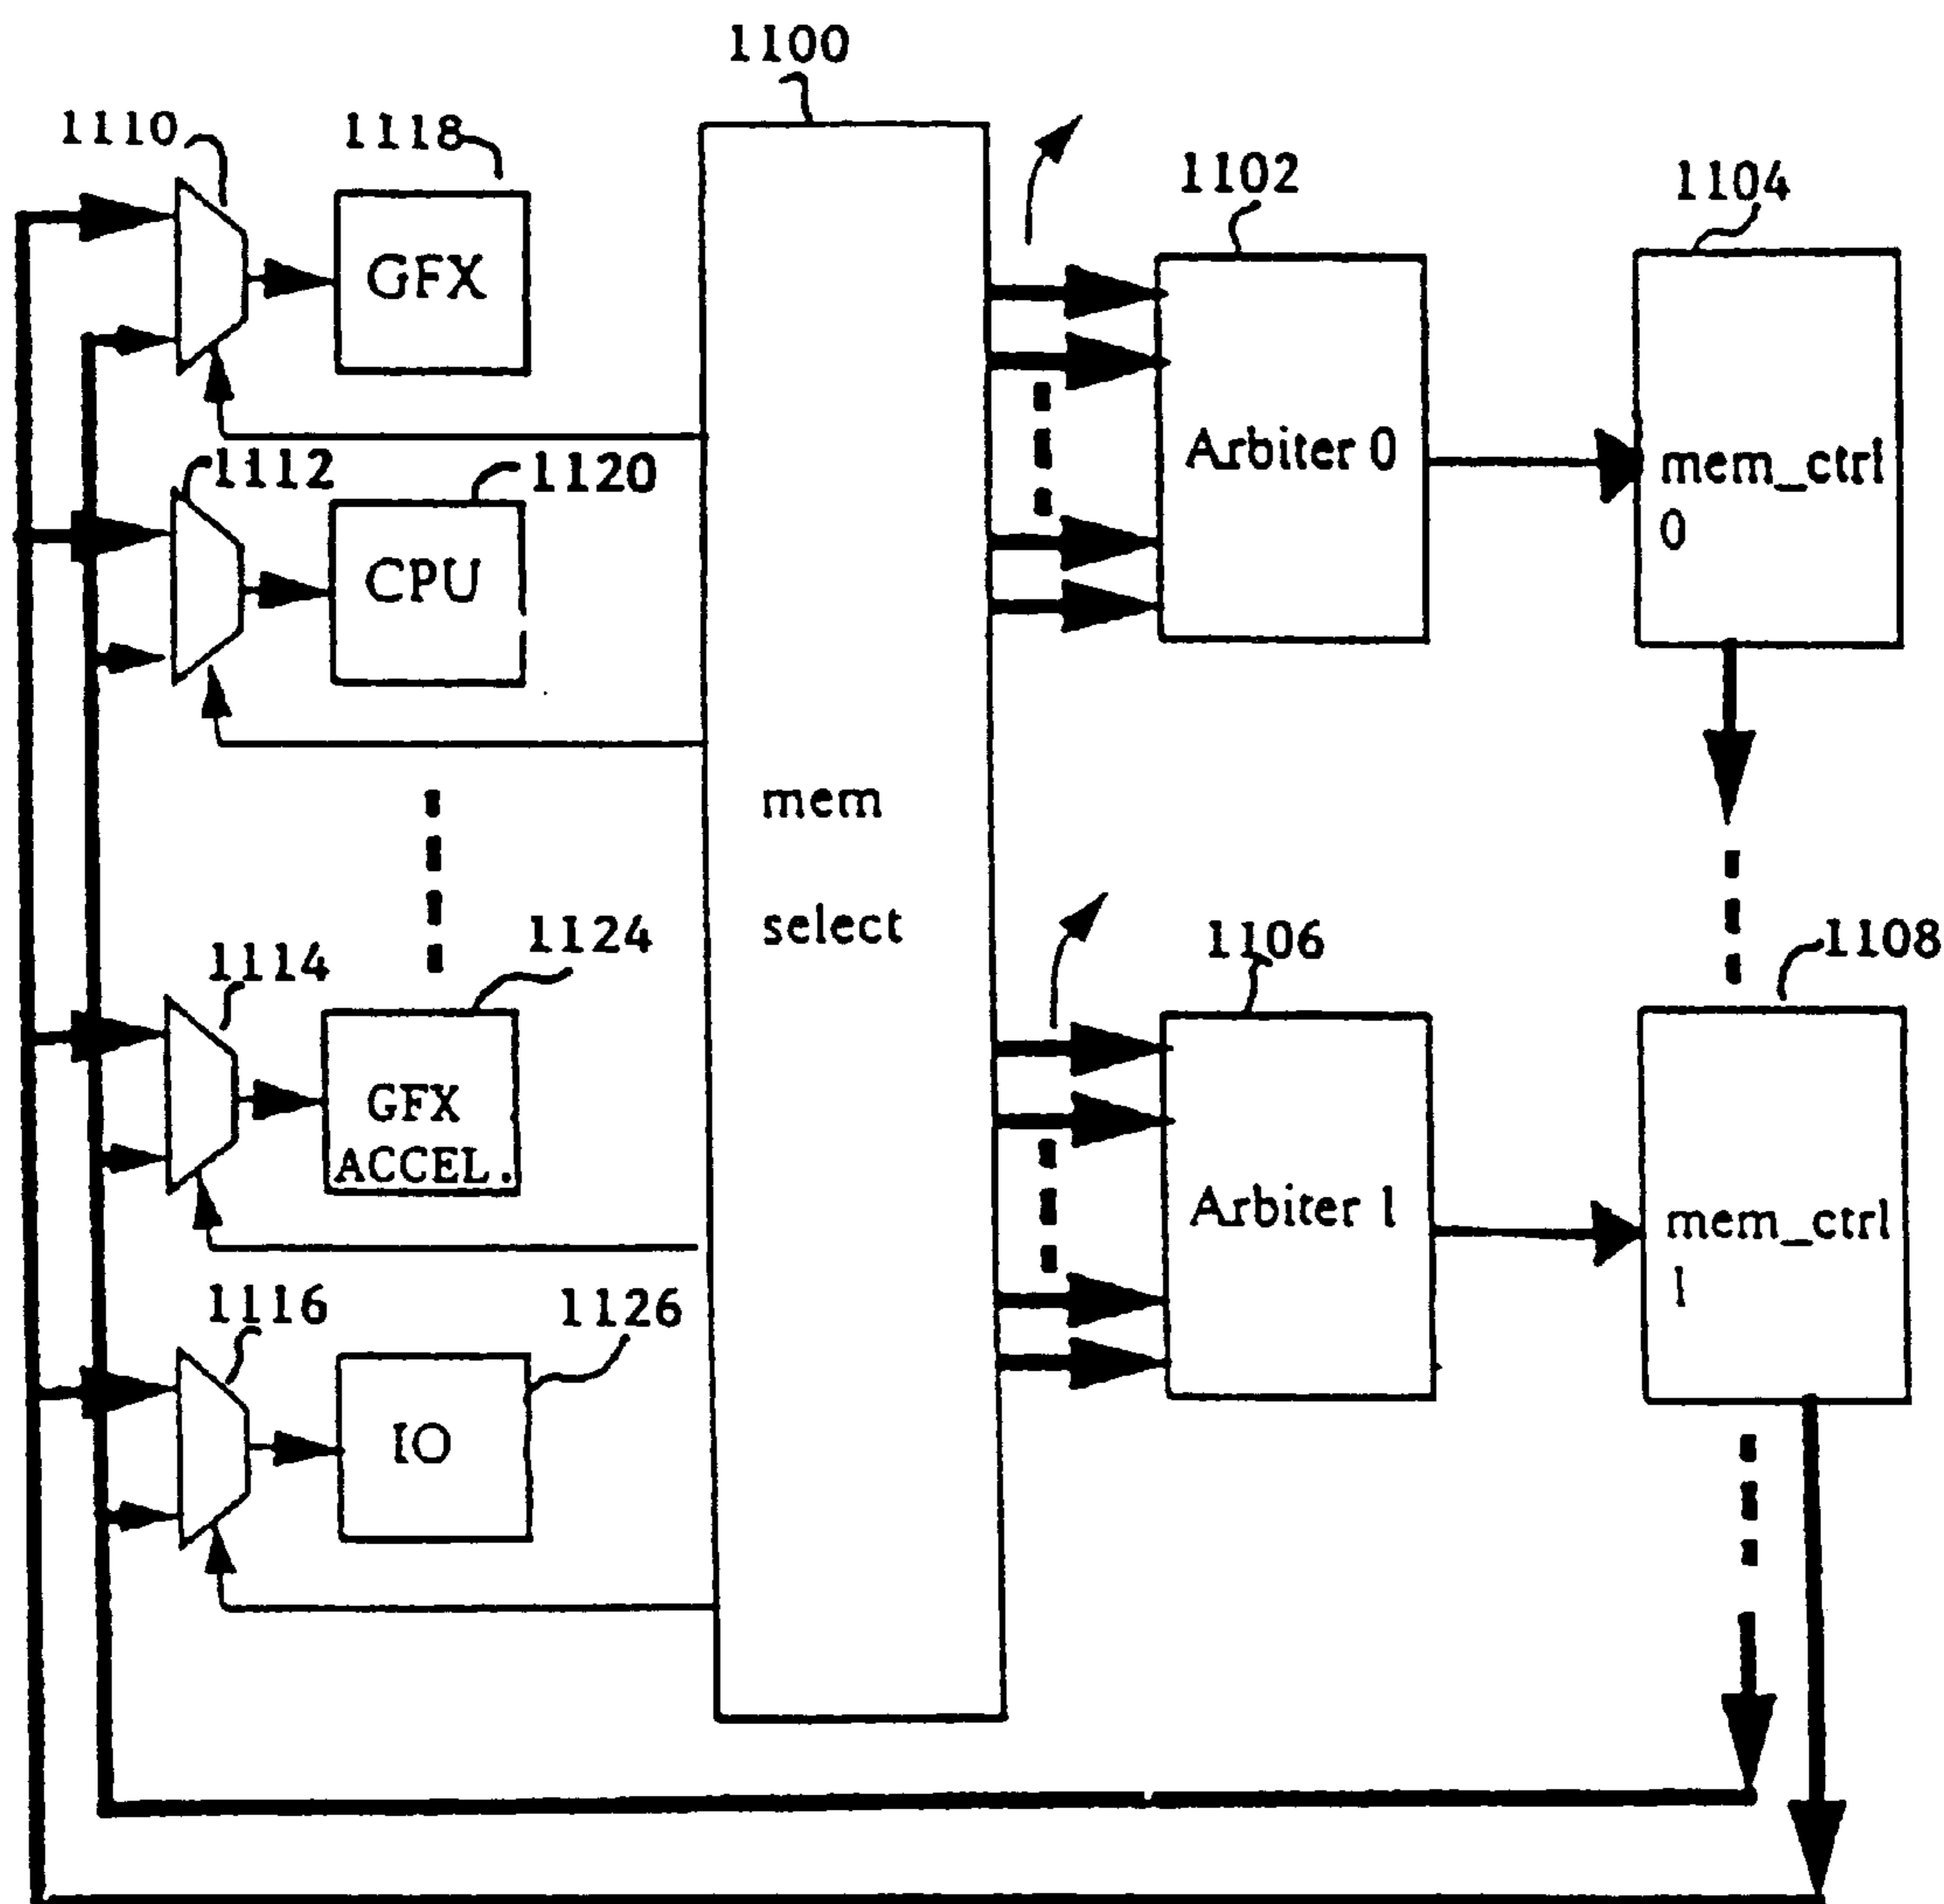 1100
1110
1118
1102
1104
GFX
Arbiter 0
mem_ctrl
0
1112
1120
CPU
mem
select
1114
1124
1106
1108
GFX
ACCEL.
Arbiter 1
mem_ctrl
1
1116
1126
IO